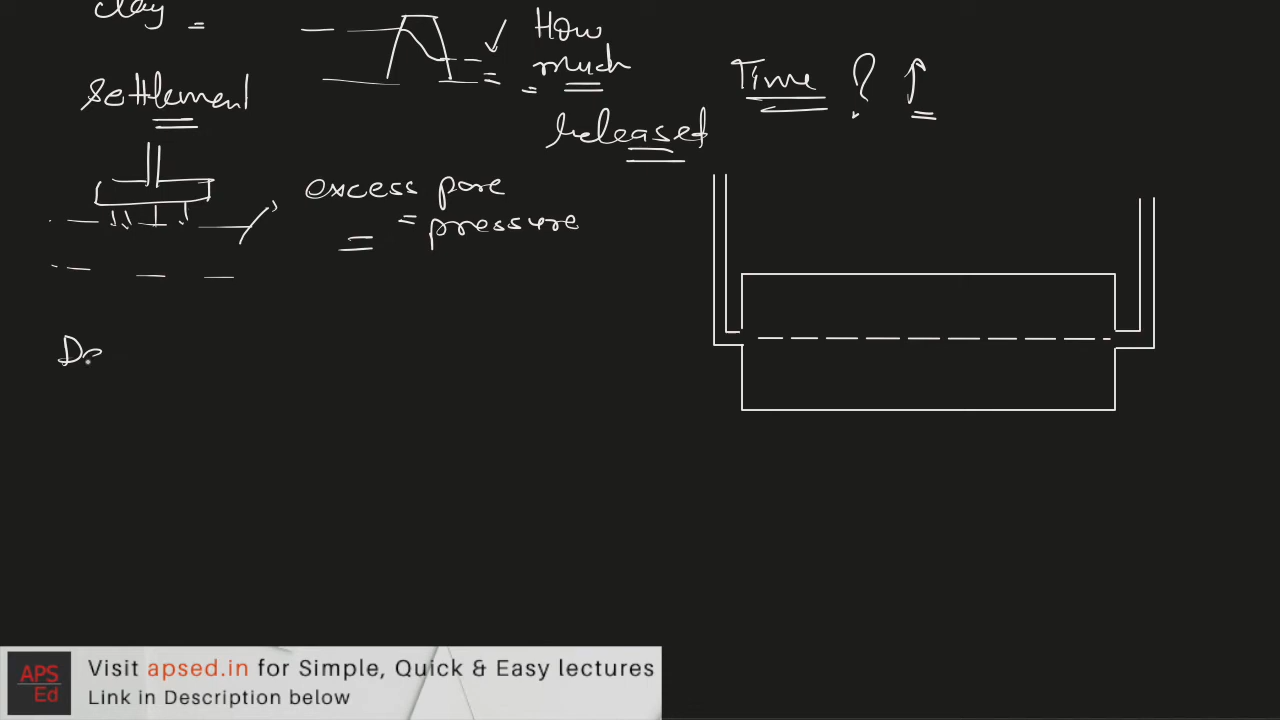 clay
settlement
How
much
released
Time ? ↑
excess pore
pressure
APS
Ed
Visit apsed.in for Simple, Quick & Easy lectures
Link in Description below